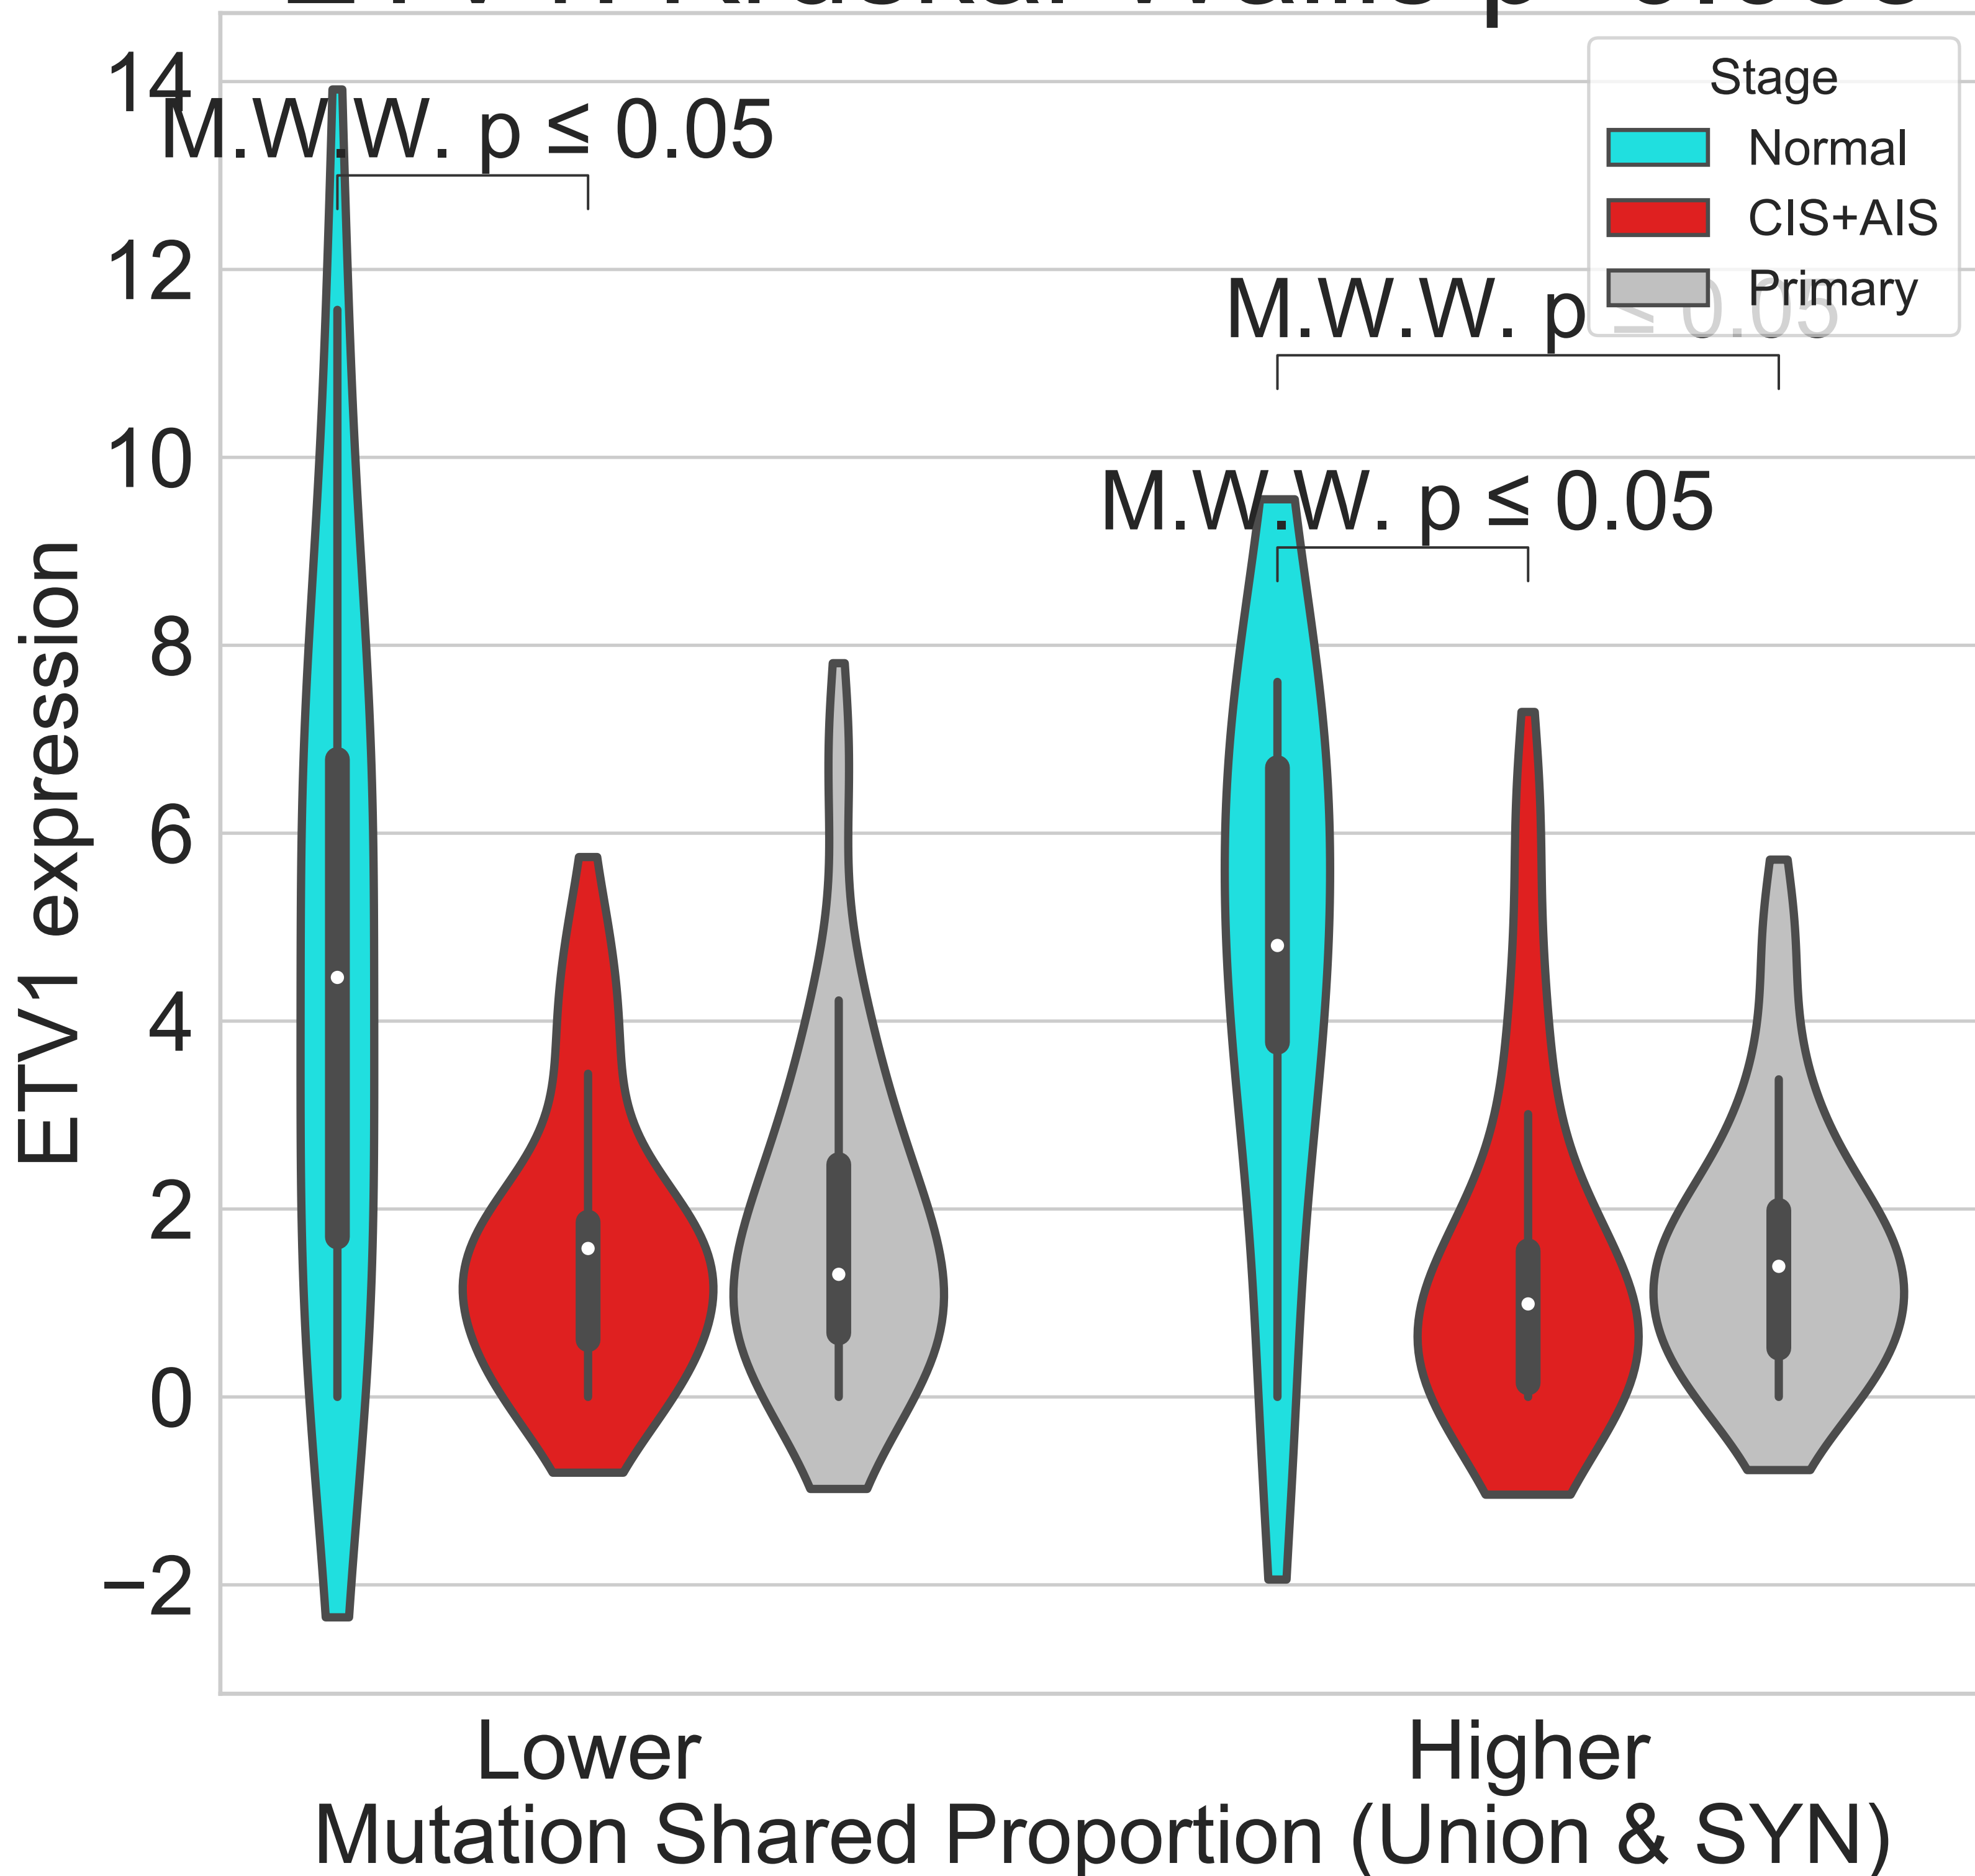 14
M.W.W. p ≤ 0.05
Stage
Normal
CIS+AIS
Primary
12
M.W.W. p ≤ 0.05
10
M.W.W. p ≤ 0.05
8
6
4
2
0
−2
ETV1 expression
Lower
Higher
Mutation Shared Proportion (Union & SYN)